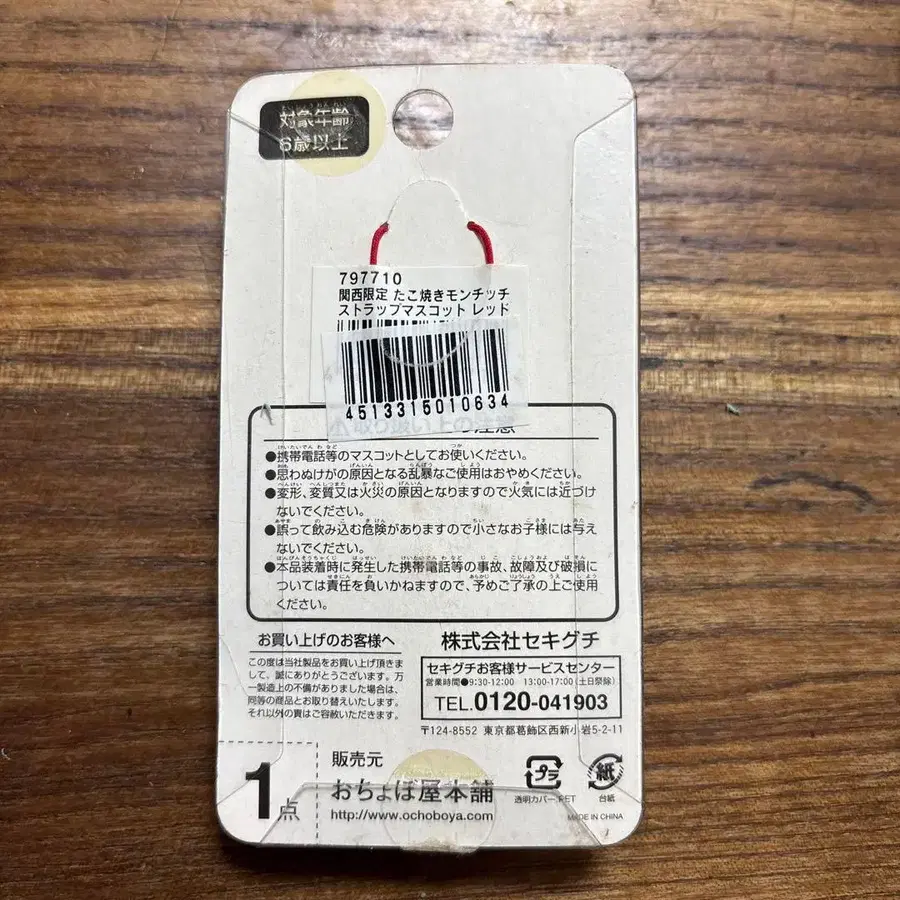 対象年齢
6歳以上
797710
関西限定 たこ焼きモンチッチ
ストラップマスコット レッド
4513315010634
取り扱い上の注意
●携帯電話等のマスコットとしてお使いください。
●思わぬけがの原因となる乱暴なご使用はおやめください。
●変形、変質又は火災の原因となりますので火気には近づけ
ないでください。
●誤って飲み込む危険がありますので小さなお子様には与え
ないでください。
●本品装着時に発生した携帯電話等の事故、故障及び破損に
ついては責任を負いかねますので、予めご了承の上ご使用
ください。
お買い上げのお客様へ
この度は当社製品をお買い上げ頂きま
して、誠にありがとうございます。万
一製造上の不備がありました場合は、
同等の商品とお取り替えいたします。
それ以外の責はご容赦いただきます。
株式会社セキグチ
セキグチお客様サービスセンター
営業時間●9:30-12:00 13:00-17:00(土日祭除)
TEL.0120-041903
〒124-8552 東京都葛飾区西新小岩5-2-11
1点
販売元
おちょぼ屋本舗
http://www.ochoboya.com
プラ
透明カバー:PET
紙
台紙
MADE IN CHINA